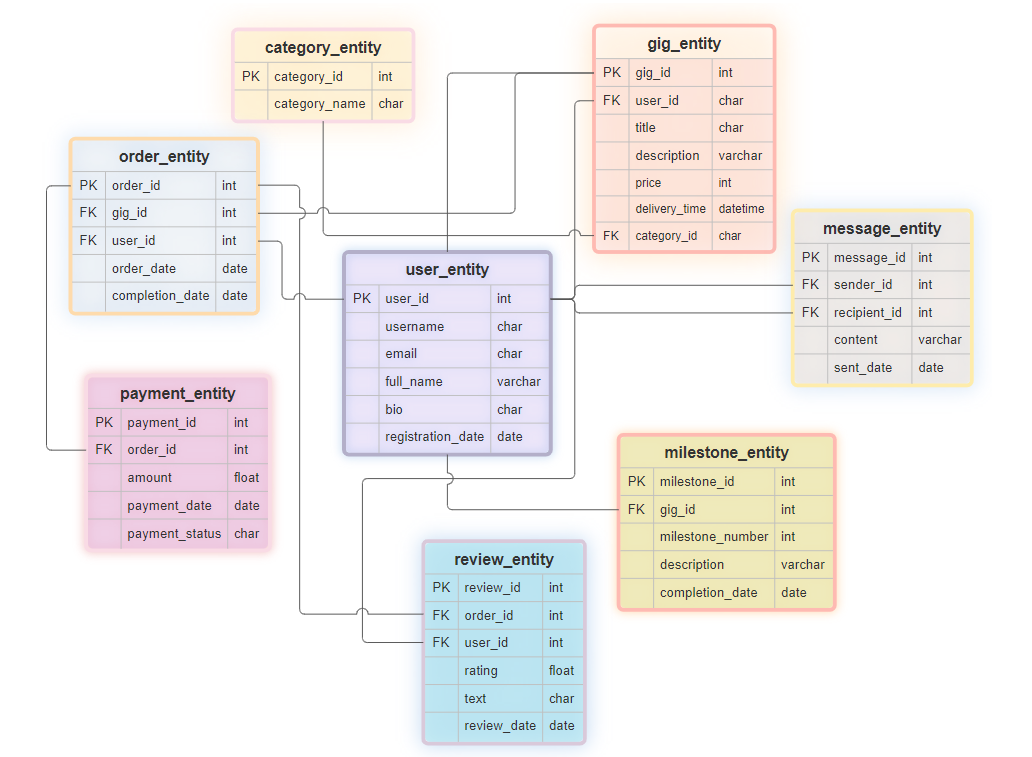 category_entity
PK category_id int
category_name char
gig_entity
PK gig_id int
FK user_id char
title char
description varchar
price int
delivery_time datetime
FK category_id char
order_entity
PK order_id int
FK gig_id int
FK user_id int
order_date date
completion_date date
message_entity
PK message_id int
FK sender_id int
FK recipient_id int
content varchar
sent_date date
user_entity
PK user_id int
username char
email char
full_name varchar
bio char
registration_date date
payment_entity
PK payment_id int
FK order_id int
amount float
payment_date date
payment_status char
milestone_entity
PK milestone_id int
FK gig_id int
milestone_number int
description varchar
completion_date date
review_entity
PK review_id int
FK order_id int
FK user_id int
rating float
text char
review_date date